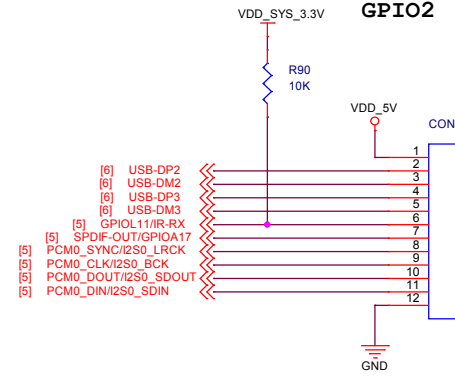 GPIO2
VDD_SYS_3.3V
R90
10K
VDD_5V
CON
1
[6] USB-DP2 2
[6] USB-DM2 3
[6] USB-DP3 4
[6] USB-DM3 5
[5] GPIOL11/IR-RX 6
[5] SPDIF-OUT/GPIOA17 7
[5] PCM0_SYNC/I2S0_LRCK 8
[5] PCM0_CLK/I2S0_BCK 9
[5] PCM0_DOUT/I2S0_SDOUT 10
[5] PCM0_DIN/I2S0_SDIN 11
12
GND